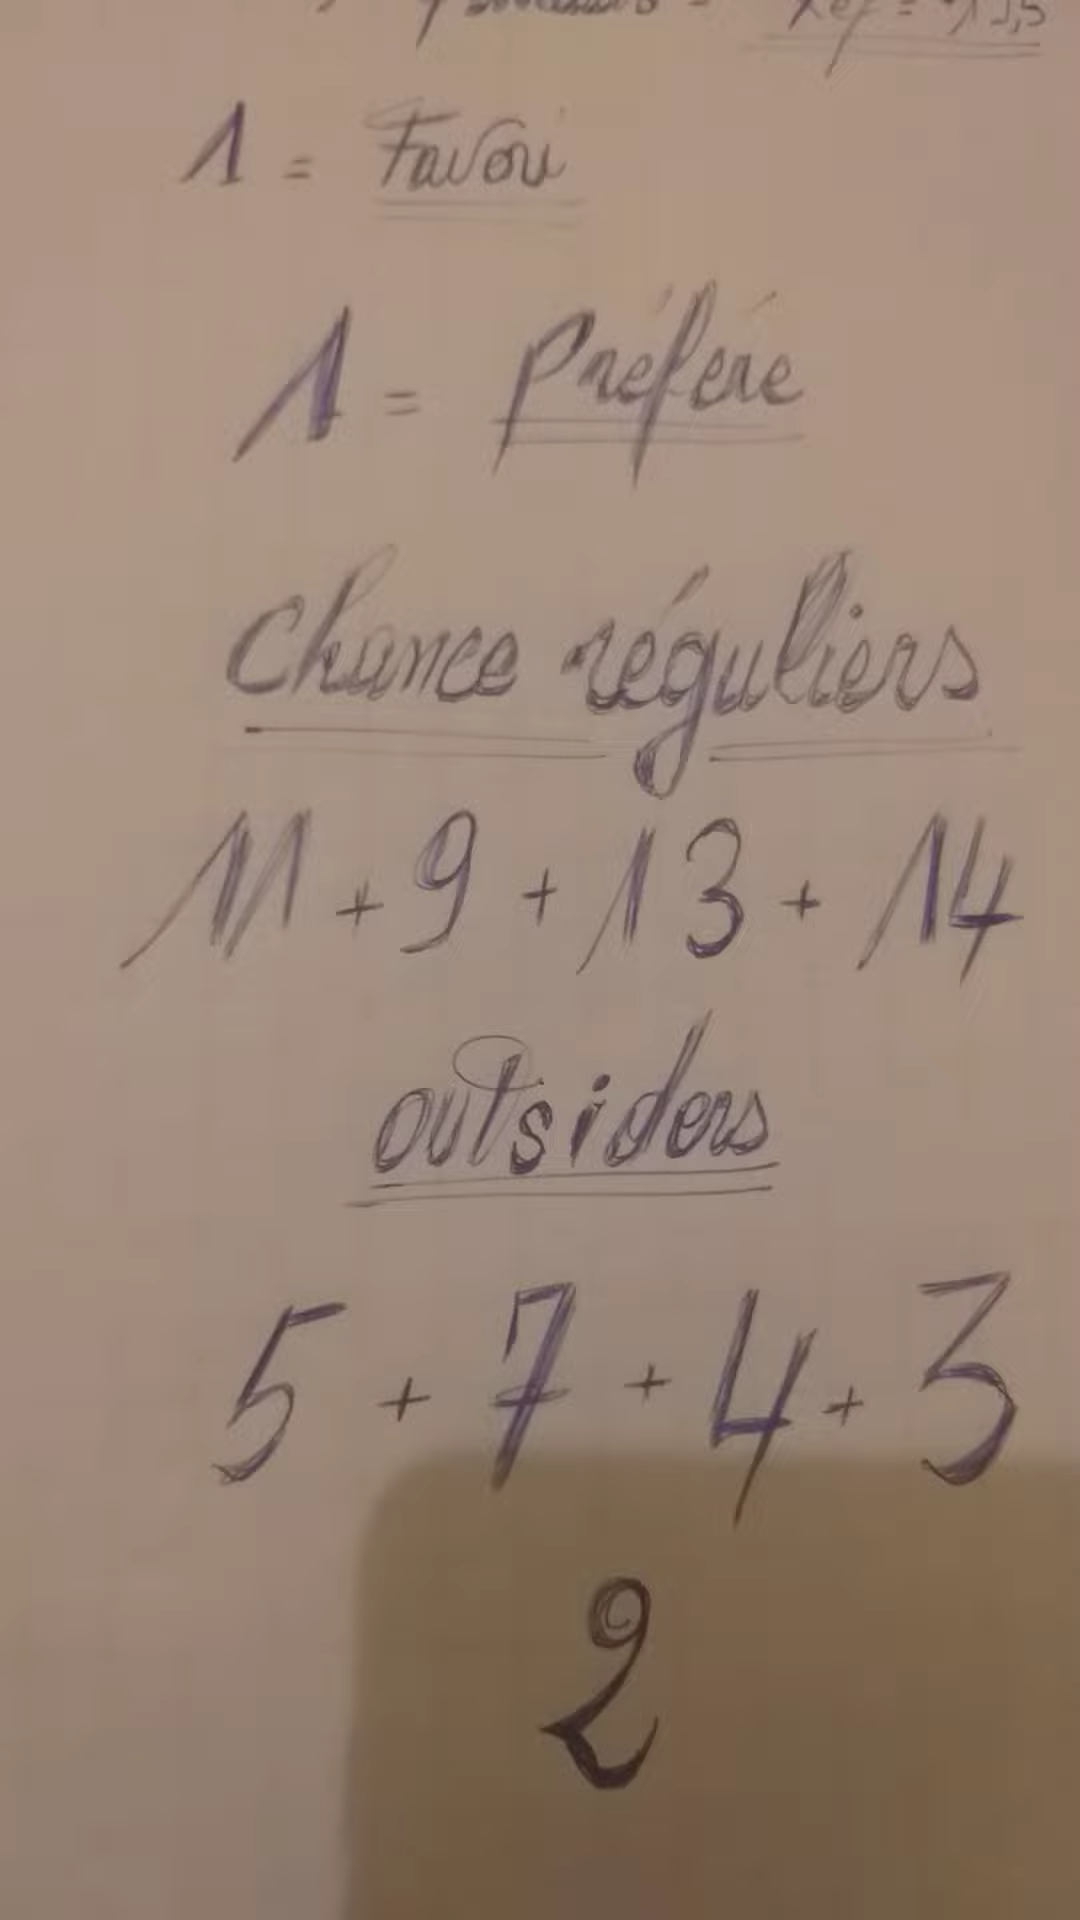 1 = Favori
1 = Préféré
Chance réguliers
11 + 9 + 13 + 14
outsiders
5 + 7 + 4 + 3
2